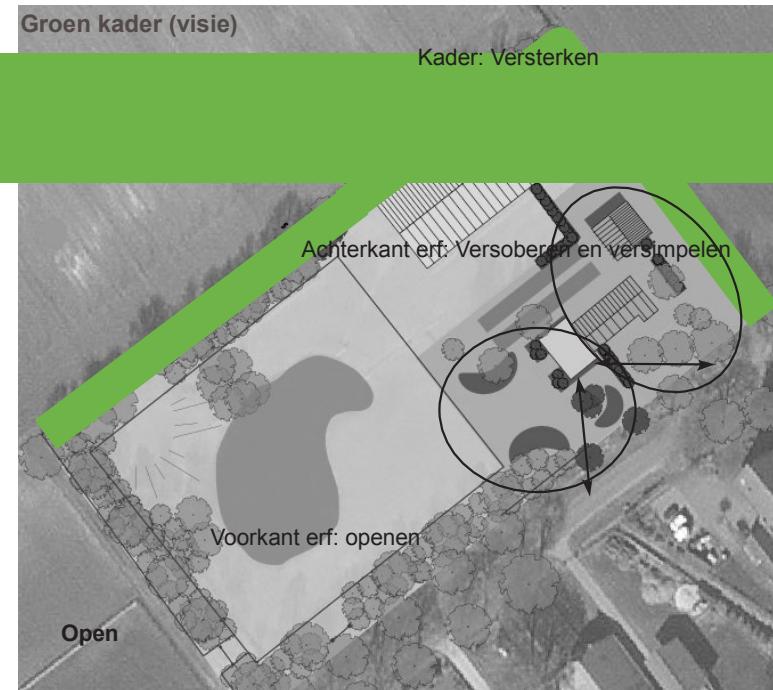 Groen kader (visie)
Kader: Versterken
Achterkant erf: Versoberen en versimpelen
Voorkant erf: openen
Open